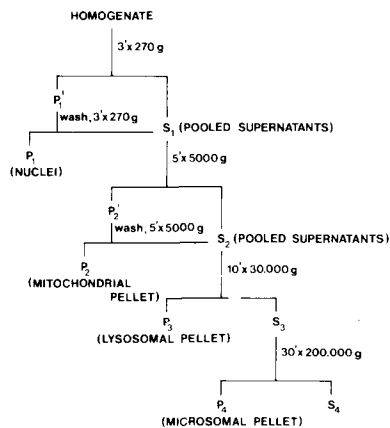 HOMOGENATE
3'x 270 g
P1'
wash, 3'x 270 g
S1 (POOLED SUPERNATANTS)
P1
(NUCLEI)
5'x 5000 g
P2'
wash, 5'x 5000 g
S2 (POOLED SUPERNATANTS)
P2
(MITOCHONDRIAL
PELLET)
10'x 30.000 g
P3
S3
(LYSOSOMAL PELLET)
30'x 200.000 g
P4
S4
(MICROSOMAL PELLET)